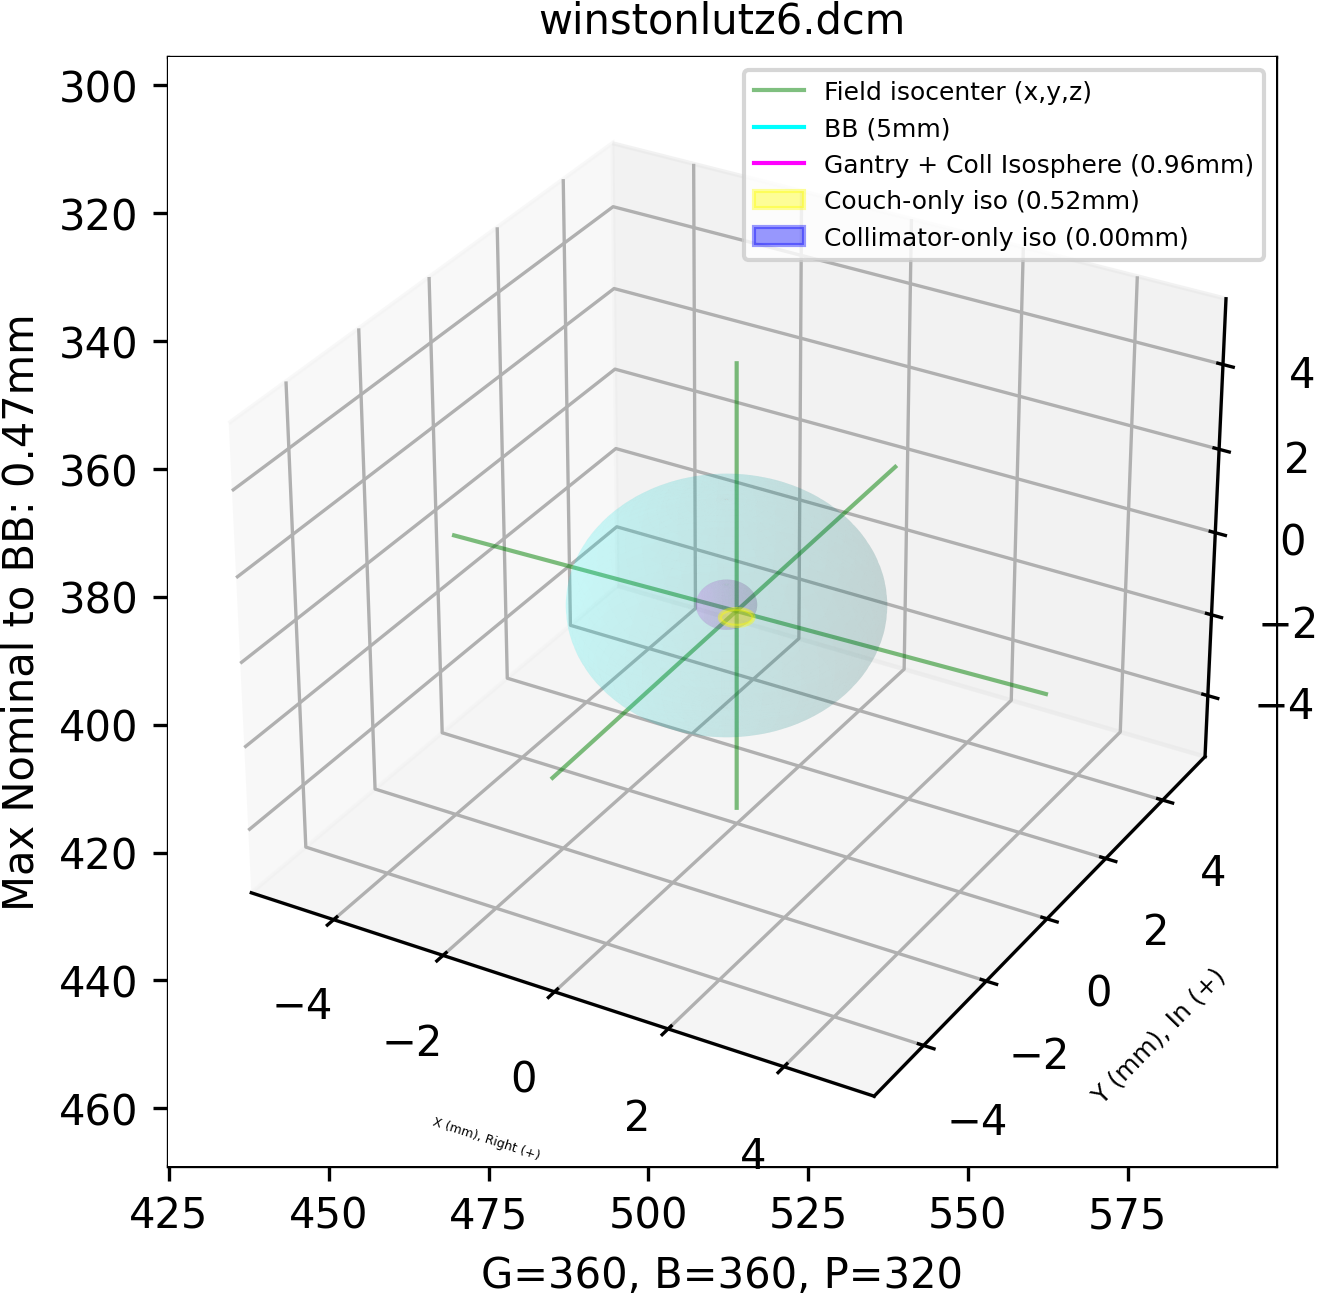 winstonlutz6.dcm
Field isocenter (x,y,z)
BB (5mm)
Gantry + Coll Isosphere (0.96mm)
Couch-only iso (0.52mm)
Collimator-only iso (0.00mm)
Max Nominal to BB: 0.47mm
300
320
340
360
380
400
420
440
460
4
2
0
−2
−4
4
2
0
−2
−4
Y (mm), In (+)
−4
−2
0
2
4
X (mm), Right (+)
425 450 475 500 525 550 575
G=360, B=360, P=320